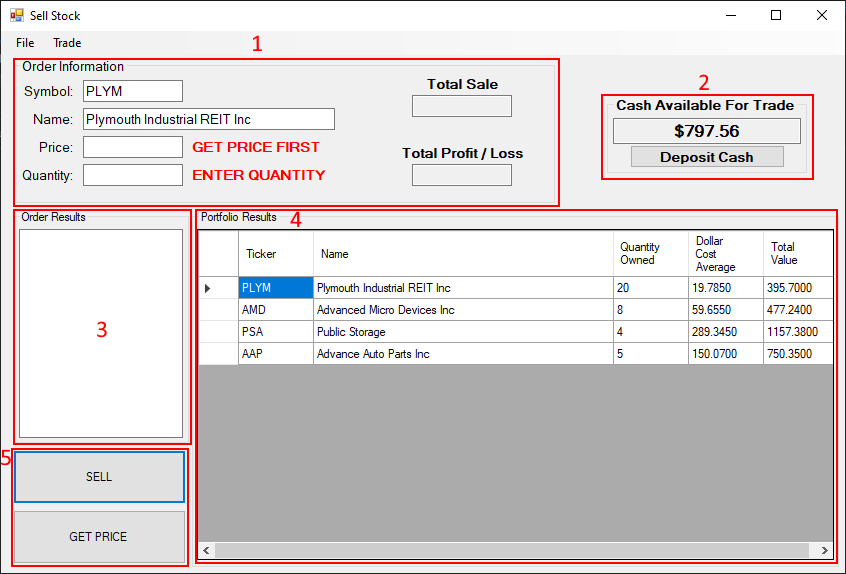 Sell Stock
File Trade
1
Order Information
Symbol: PLYM
Total Sale
Name: Plymouth Industrial REIT Inc
Price: GET PRICE FIRST
Total Profit / Loss
Quantity: ENTER QUANTITY
2
Cash Available For Trade
$797.56
Deposit Cash
Order Results
3
Portfolio Results 4
Ticker Name Quantity Owned Dollar Cost Average Total Value
PLYM Plymouth Industrial REIT Inc 20 19.7850 395.7000
AMD Advanced Micro Devices Inc 8 59.6550 477.2400
PSA Public Storage 4 289.3450 1157.3800
AAP Advance Auto Parts Inc 5 150.0700 750.3500
5
SELL
GET PRICE